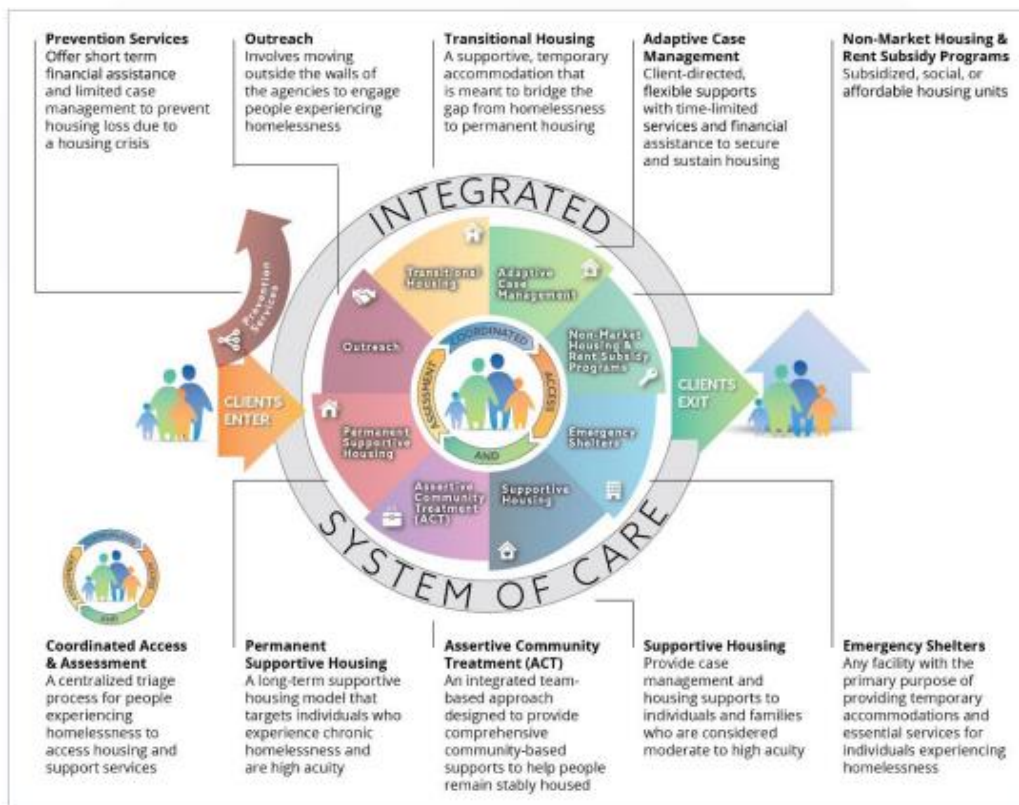 Prevention Services
Offer short term
financial assistance
and limited case
management to prevent
housing loss due to
a housing crisis
Outreach
Involves moving
outside the walls of
the agencies to engage
people experiencing
homelessness
Transitional Housing
A supportive, temporary
accommodation that
is meant to bridge the
gap from homelessness
to permanent housing
Adaptive Case
Management
Client-directed,
flexible supports
with time-limited
services and financial
assistance to secure
and sustain housing
Non-Market Housing &
Rent Subsidy Programs
Subsidized, social, or
affordable housing units
INTEGRATED
SYSTEM OF CARE
Prevention
Services
CLIENTS
ENTER
Transitional
Housing
Adaptive
Case
Management
Outreach
Non-Market
Housing &
Rent Subsidy
Programs
Permanent
Supportive
Housing
Emergency
Shelters
Assertive
Community
Treatment
(ACT)
Supportive
Housing
COORDINATED
ACCESS
AND
ASSESSMENT
CLIENTS
EXIT
COORDINATED
ACCESS
AND
ASSESSMENT
Coordinated Access
& Assessment
A centralized triage
process for people
experiencing
homelessness to
access housing and
support services
Permanent
Supportive Housing
A long-term supportive
housing model that
targets individuals who
experience chronic
homelessness and
are high acuity
Assertive Community
Treatment (ACT)
An integrated team-
based approach
designed to provide
comprehensive
community-based
supports to help people
remain stably housed
Supportive Housing
Provide case
management and
housing supports to
individuals and families
who are considered
moderate to high acuity
Emergency Shelters
Any facility with the
primary purpose of
providing temporary
accommodations and
essential services for
individuals experiencing
homelessness